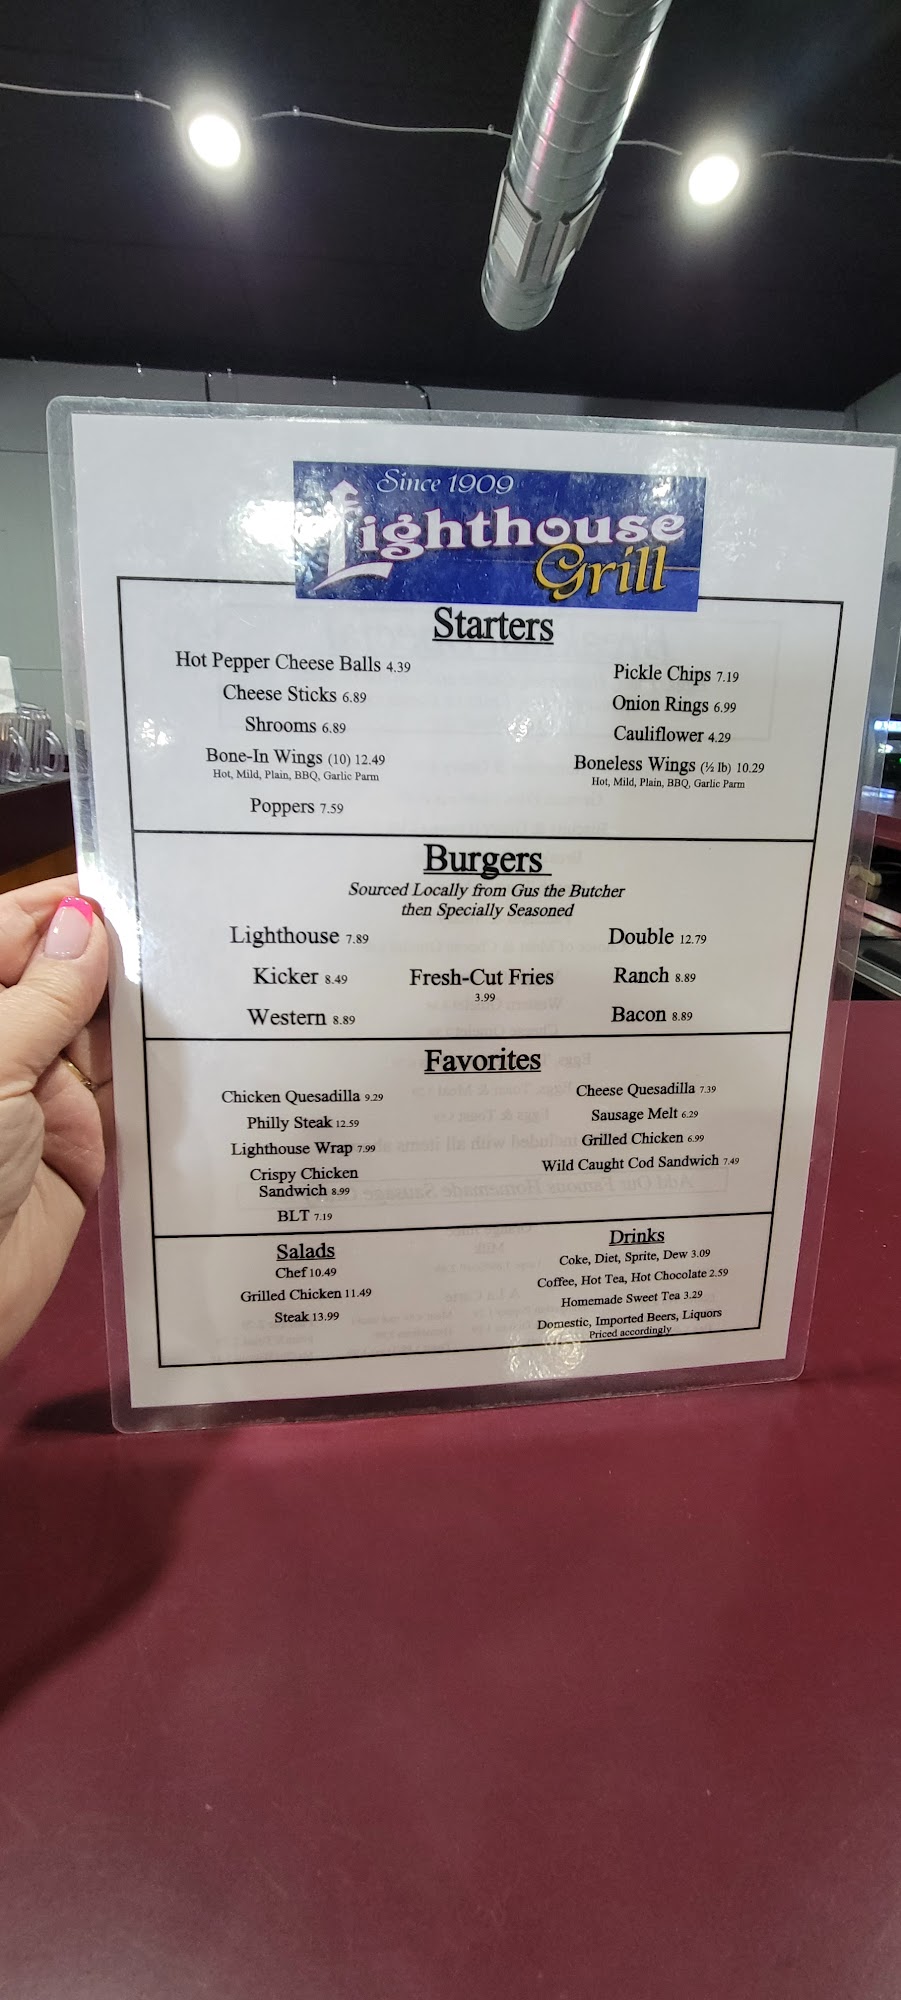 Since 1909
Lighthouse
Grill
Starters
Hot Pepper Cheese Balls 4.39
Cheese Sticks 6.89
Shrooms 6.89
Bone-In Wings (10) 12.49
Hot, Mild, Plain, BBQ, Garlic Parm
Poppers 7.59
Pickle Chips 7.19
Onion Rings 6.99
Cauliflower 4.29
Boneless Wings (½ lb) 10.29
Hot, Mild, Plain, BBQ, Garlic Parm
Burgers
Sourced Locally from Gus the Butcher
then Specially Seasoned
Lighthouse 7.89
Kicker 8.49
Western 8.89
Fresh-Cut Fries
3.99
Double 12.79
Ranch 8.89
Bacon 8.89
Favorites
Chicken Quesadilla 9.29
Philly Steak 12.59
Lighthouse Wrap 7.99
Crispy Chicken
Sandwich 8.99
BLT 7.19
Cheese Quesadilla 7.39
Sausage Melt 6.29
Grilled Chicken 6.99
Wild Caught Cod Sandwich 7.49
Salads
Chef 10.49
Grilled Chicken 11.49
Steak 13.99
Drinks
Coke, Diet, Sprite, Dew 3.09
Coffee, Hot Tea, Hot Chocolate 2.59
Homemade Sweet Tea 3.29
Domestic, Imported Beers, Liquors
Priced accordingly